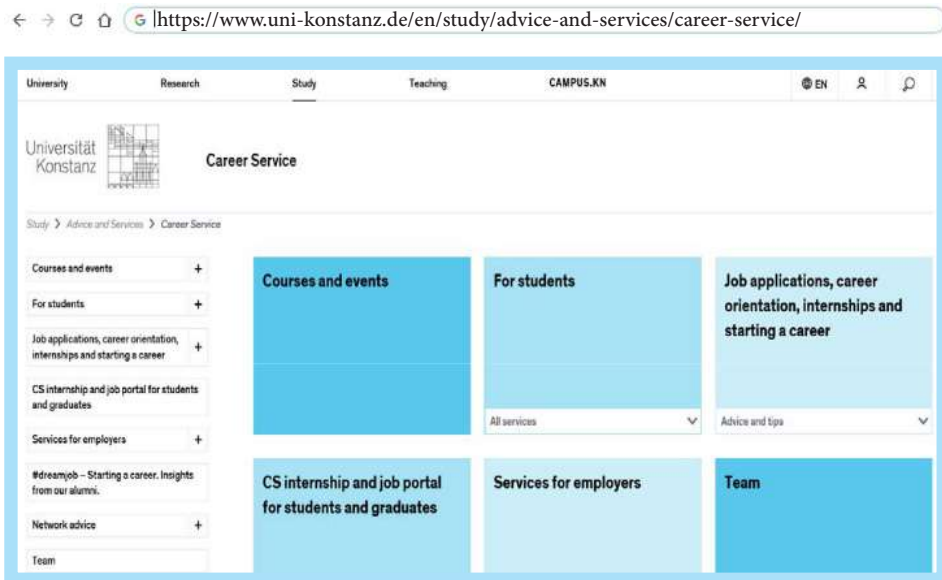 https://www.uni-konstanz.de/en/study/advice-and-services/career-service/
University Research Study Teaching CAMPUS.KN EN
Universität
Konstanz
Career Service
Study > Advice and Services > Career Service
Courses and events +
For students +
Job applications, career orientation,
internships and starting a career +
CS internship and job portal for students
and graduates
Services for employers +
#dreamjob – Starting a career. Insights
from our alumni.
Network advice +
Team
Courses and events
For students
All services
Job applications, career
orientation, internships and
starting a career
Advice and tips
CS internship and job portal
for students and graduates
Services for employers
Team